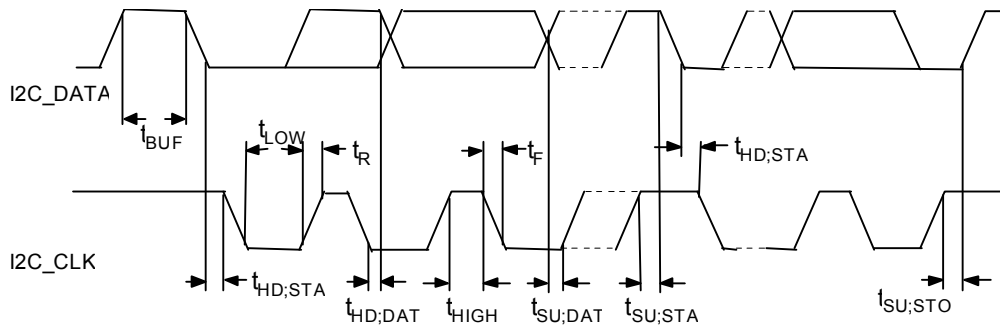 I2C_DATA
tBUF
tLOW
tR
tF
tHD;STA
I2C_CLK
tHD;STA
tHD;DAT
tHIGH
tSU;DAT
tSU;STA
tSU;STO